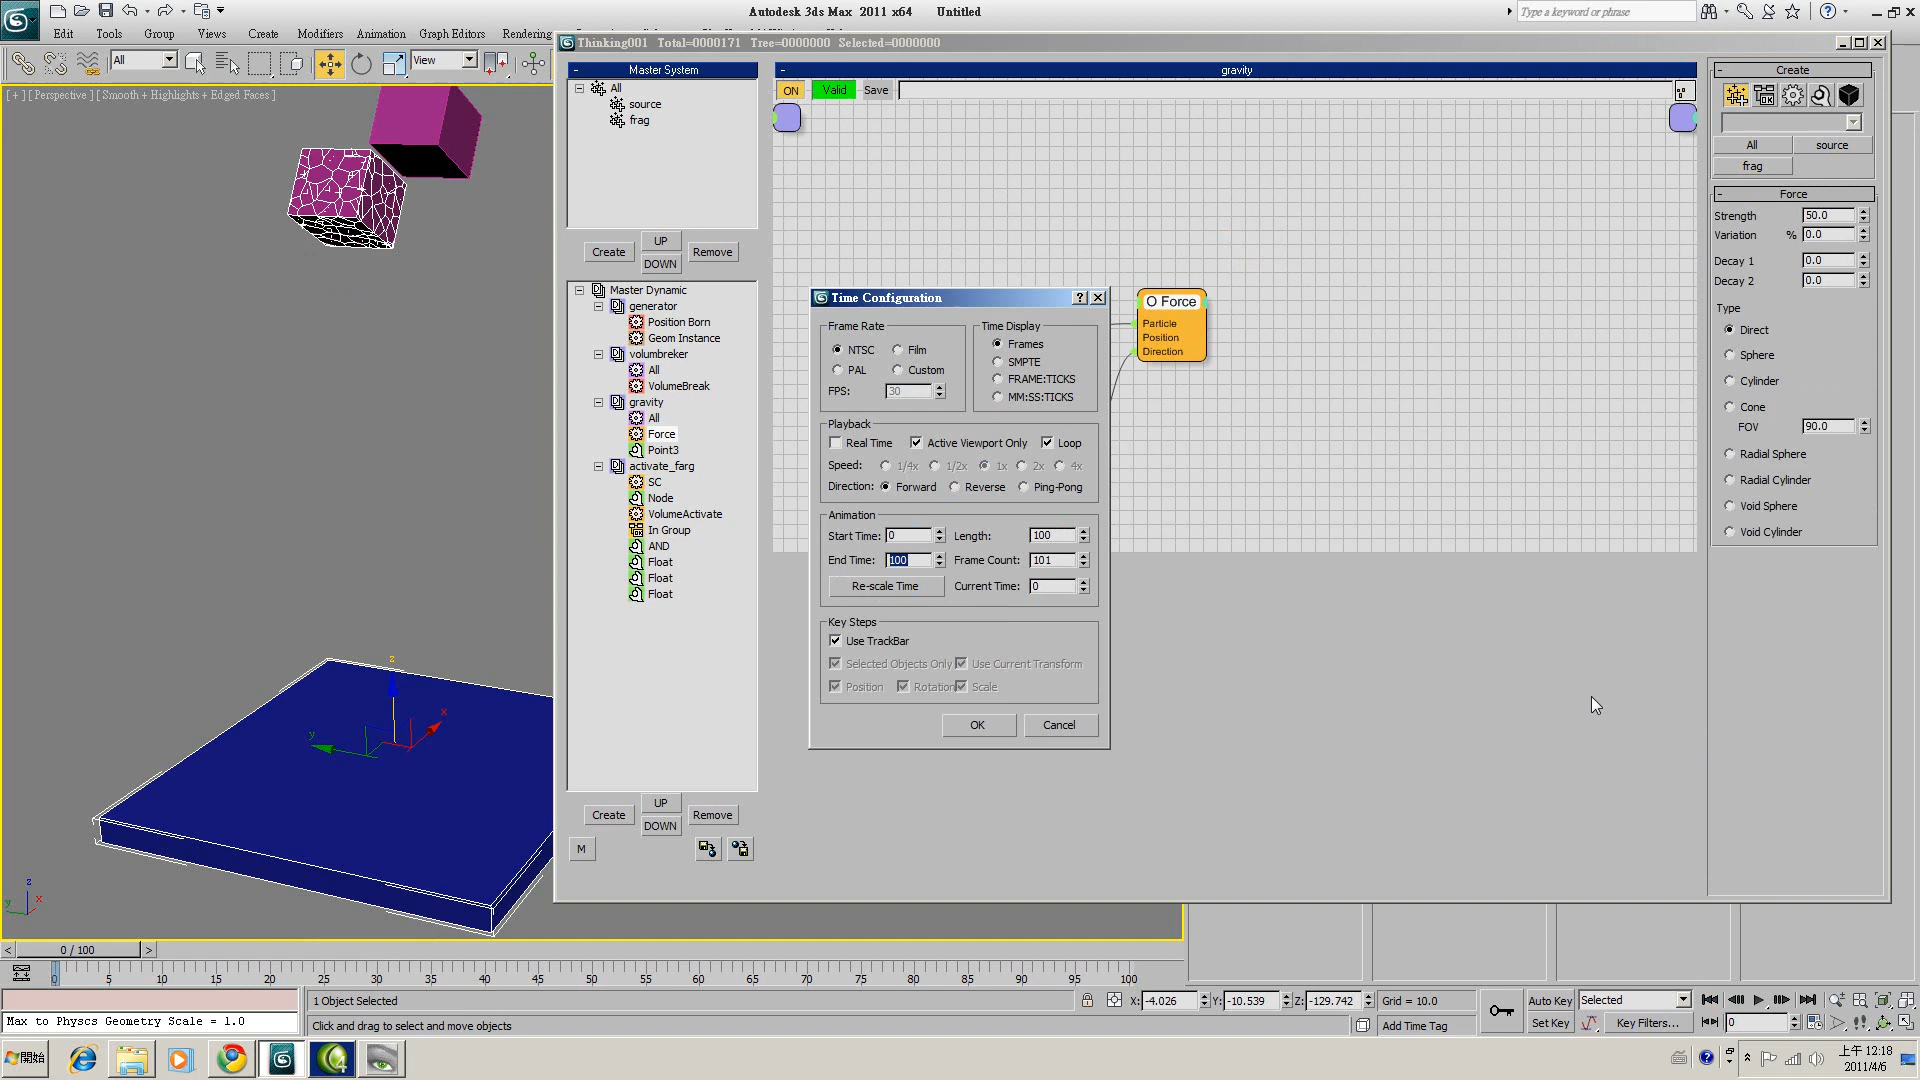 Autodesk 3ds Max 2011 x64 Untitled
Type a keyword or phrase
Edit Tools Group Views Create Modifiers Animation Graph Editors Rendering
All View
Thinking001 Total=0000171 Tree=0000000 Selected=0000000
[ + ] [ Perspective ] [ Smooth + Highlights + Edged Faces ]
Master System
All
source
frag
Create UP DOWN Remove
Master Dynamic
generator
Position Born
Geom Instance
volumbreker
All
VolumeBreak
gravity
All
Force
Point3
activate_farg
SC
Node
VolumeActivate
In Group
AND
Float
Float
Float
Create UP DOWN Remove
M
gravity
ON Valid Save
O Force
Particle
Position
Direction
Time Configuration
Frame Rate
NTSC Film
PAL Custom
FPS: 30
Time Display
Frames
SMPTE
FRAME:TICKS
MM:SS:TICKS
Playback
Real Time Active Viewport Only Loop
Speed: 1/4x 1/2x 1x 2x 4x
Direction: Forward Reverse Ping-Pong
Animation
Start Time: 0 Length: 100
End Time: 100 Frame Count: 101
Re-scale Time Current Time: 0
Key Steps
Use TrackBar
Selected Objects Only Use Current Transform
Position Rotation Scale
OK Cancel
Create
All source
frag
Force
Strength 50.0
Variation % 0.0
Decay 1 0.0
Decay 2 0.0
Type
Direct
Sphere
Cylinder
Cone
FOV 90.0
Radial Sphere
Radial Cylinder
Void Sphere
Void Cylinder
z
x
y
z
x
y
< 0 / 100 >
0 5 10 15 20 25 30 35 40 45 50 55 60 65 70 75 80 85 90 95 100
1 Object Selected X: -4.026 Y: -10.539 Z: -129.742 Grid = 10.0 Auto Key Selected
Max to Physcs Geometry Scale = 1.0
Click and drag to select and move objects Add Time Tag Set Key Key Filters... 0
開始
上午 12:18
2011/4/6